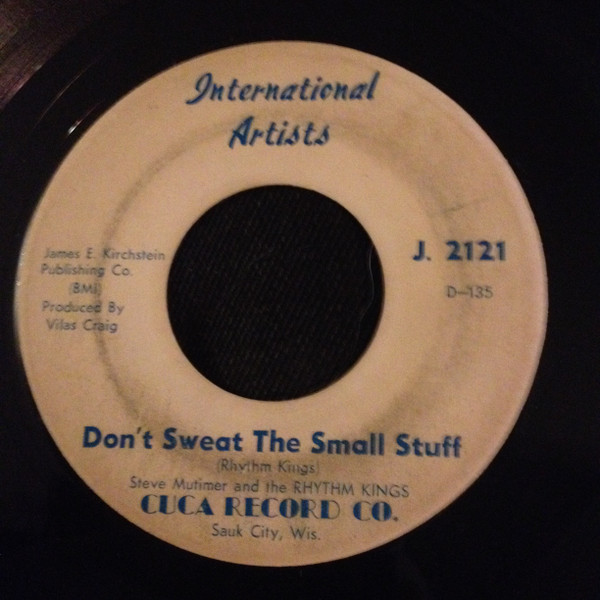 International
Artists
James E. Kirchstein
Publishing Co.
(BMI)
Produced By
Vilas Craig
J. 2121
D-135
Don't Sweat The Small Stuff
(Rhythm Kings)
Steve Mutimer and the RHYTHM KINGS
CUCA RECORD CO.
Sauk City, Wis.